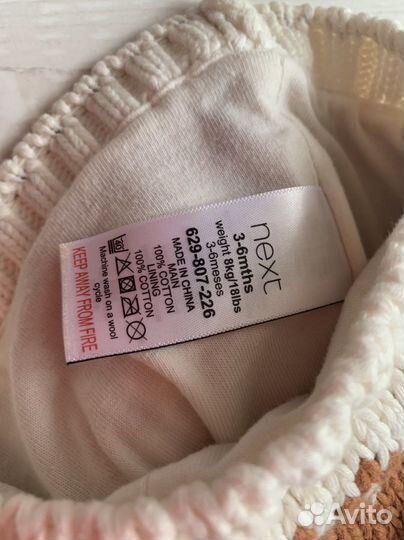 next
3-6mths
weight 8kg/18lbs
3-6meses
629-807-226
MADE IN CHINA
MAIN
100% COTTON
LINING
100% COTTON
40
Machine wash on a wool
cycle
KEEP AWAY FROM FIRE
Avito